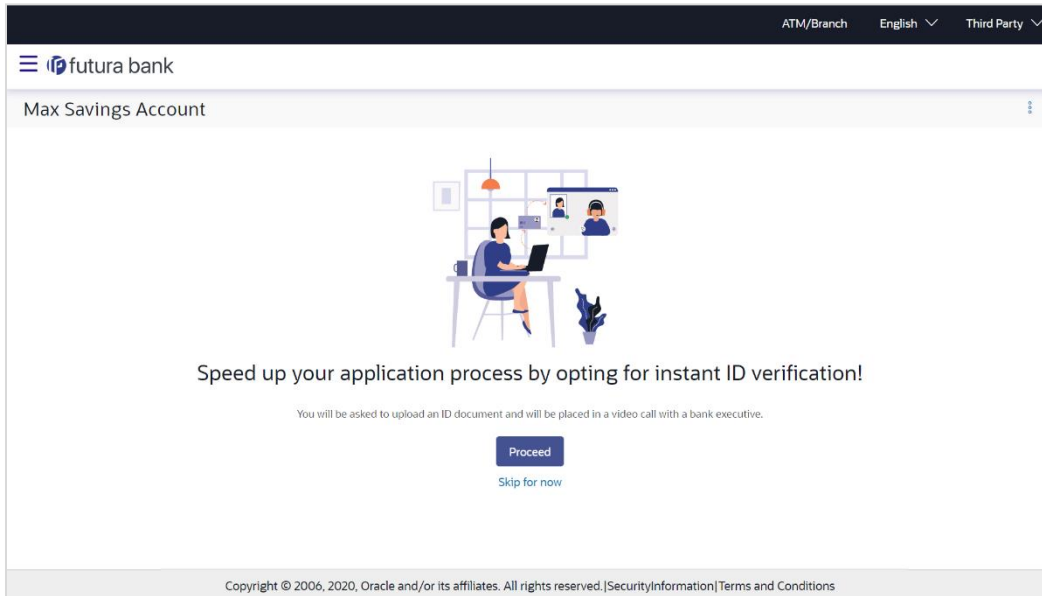 ATM/Branch English Third Party
futura bank
Max Savings Account
Speed up your application process by opting for instant ID verification!
You will be asked to upload an ID document and will be placed in a video call with a bank executive.
Proceed
Skip for now
Copyright © 2006, 2020, Oracle and/or its affiliates. All rights reserved.|SecurityInformation|Terms and Conditions